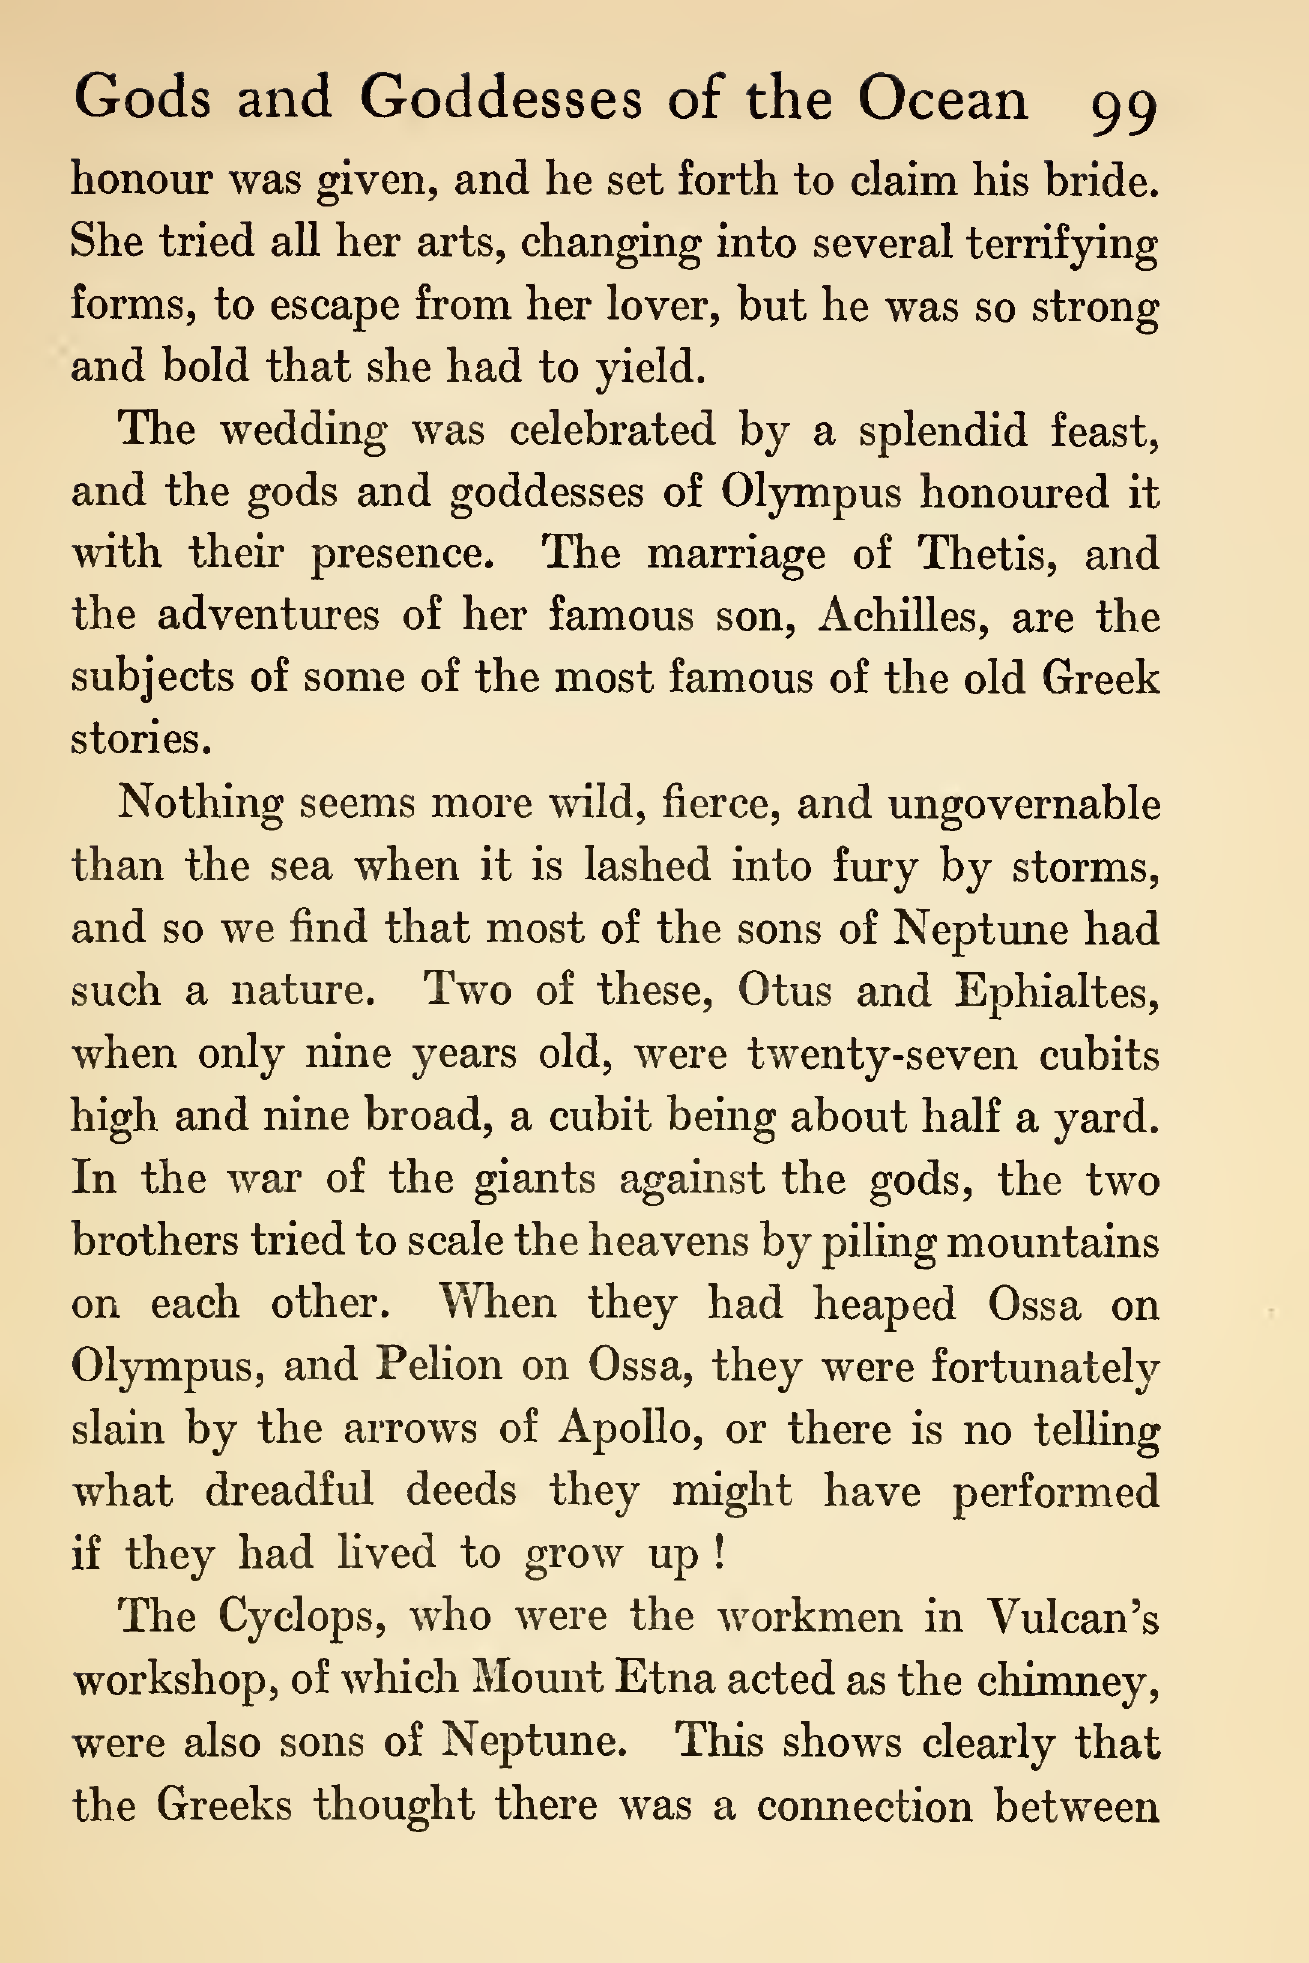 Gods and Goddesses of the Ocean 99
honour was given, and he set forth to claim his bride.
She tried all her arts, changing into several terrifying
forms, to escape from her lover, but he was so strong
and bold that she had to yield.
The wedding was celebrated by a splendid feast,
and the gods and goddesses of Olympus honoured it
with their presence. The marriage of Thetis, and
the adventures of her famous son, Achilles, are the
subjects of some of the most famous of the old Greek
stories.
Nothing seems more wild, fierce, and ungovernable
than the sea when it is lashed into fury by storms,
and so we find that most of the sons of Neptune had
such a nature. Two of these, Otus and Ephialtes,
when only nine years old, were twenty-seven cubits
high and nine broad, a cubit being about half a yard.
In the war of the giants against the gods, the two
brothers tried to scale the heavens by piling mountains
on each other. When they had heaped Ossa on
Olympus, and Pelion on Ossa, they were fortunately
slain by the arrows of Apollo, or there is no telling
what dreadful deeds they might have performed
if they had lived to grow up !
The Cyclops, who were the workmen in Vulcan's
workshop, of which Mount Etna acted as the chimney,
were also sons of Neptune. This shows clearly that
the Greeks thought there was a connection between